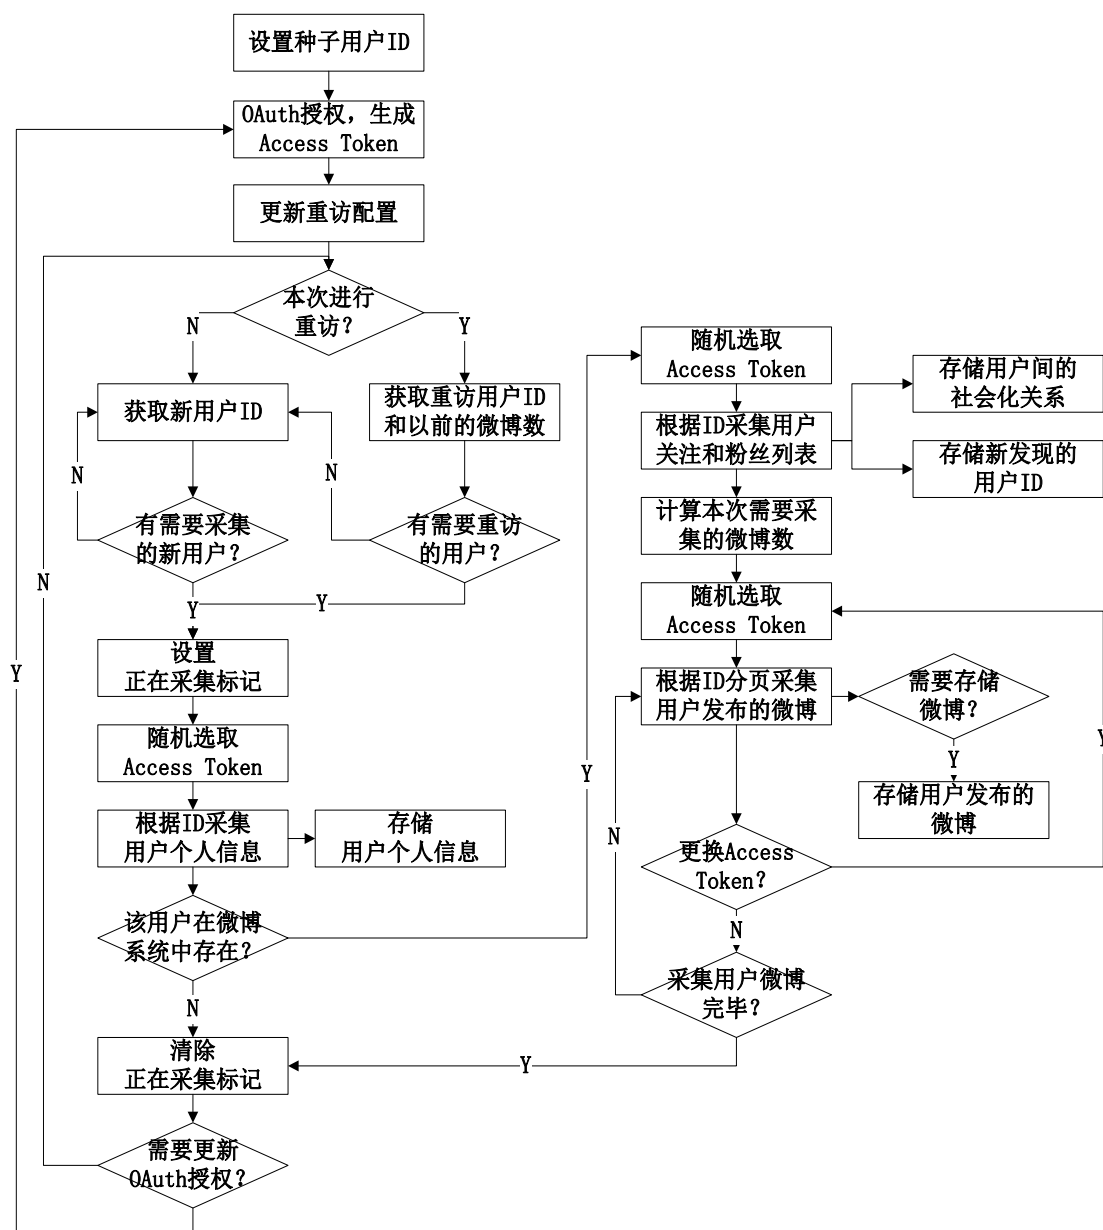 设置种子用户ID
OAuth授权，生成
Access Token
更新重访配置
本次进行
重访？
N
Y
获取新用户ID
获取重访用户ID
和以前的微博数
N
N
有需要采集
的新用户？
有需要重访
的用户？
Y
Y
N
Y
设置
正在采集标记
随机选取
Access Token
根据ID采集
用户个人信息
存储
用户个人信息
该用户在微博
系统中存在？
N
Y
清除
正在采集标记
需要更新
OAuth授权？
随机选取
Access Token
根据ID采集用户
关注和粉丝列表
存储用户间的
社会化关系
存储新发现的
用户ID
计算本次需要采
集的微博数
随机选取
Access Token
根据ID分页采集
用户发布的微博
需要存储
微博？
Y
存储用户发布的
微博
Y
N
更换Access
Token？
N
采集用户微博
完毕？
Y